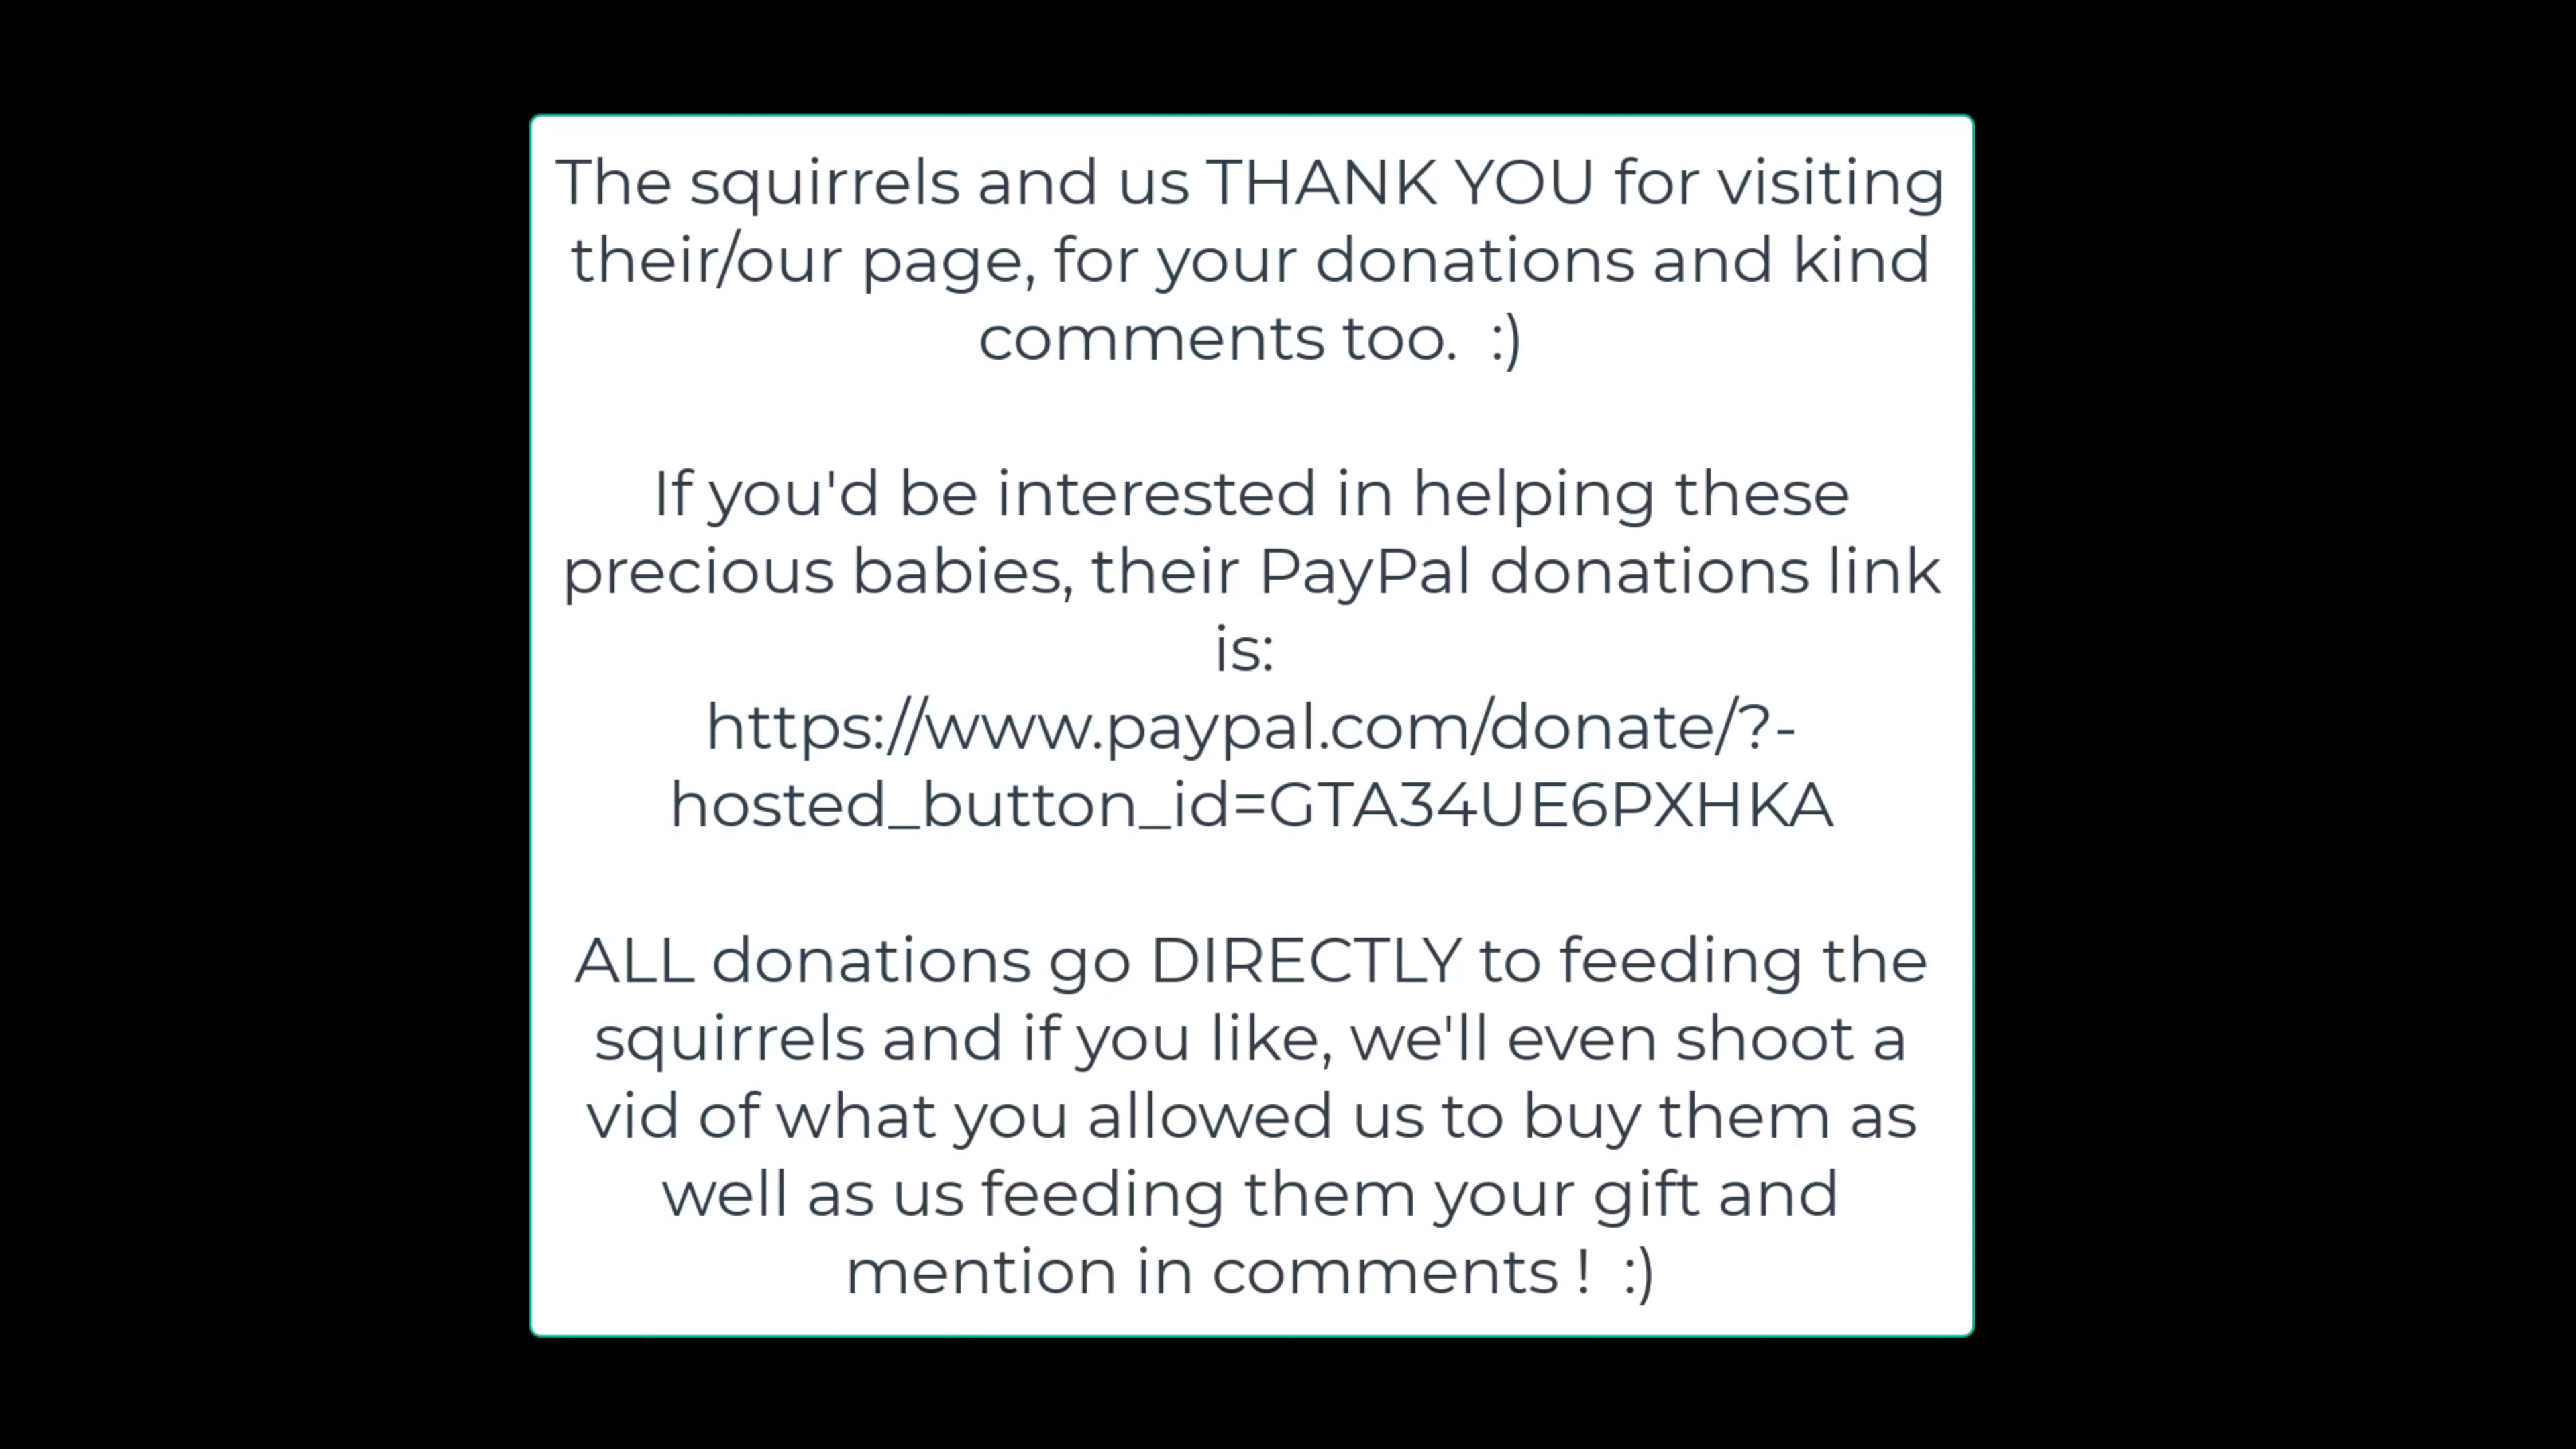 The squirrels and us THANK YOU for visiting
their/our page, for your donations and kind
comments too.  :)
If you'd be interested in helping these
precious babies, their PayPal donations link
is:
https://www.paypal.com/donate/?-
hosted_button_id=GTA34UE6PXHKA
ALL donations go DIRECTLY to feeding the
squirrels and if you like, we'll even shoot a
vid of what you allowed us to buy them as
well as us feeding them your gift and
mention in comments !  :)